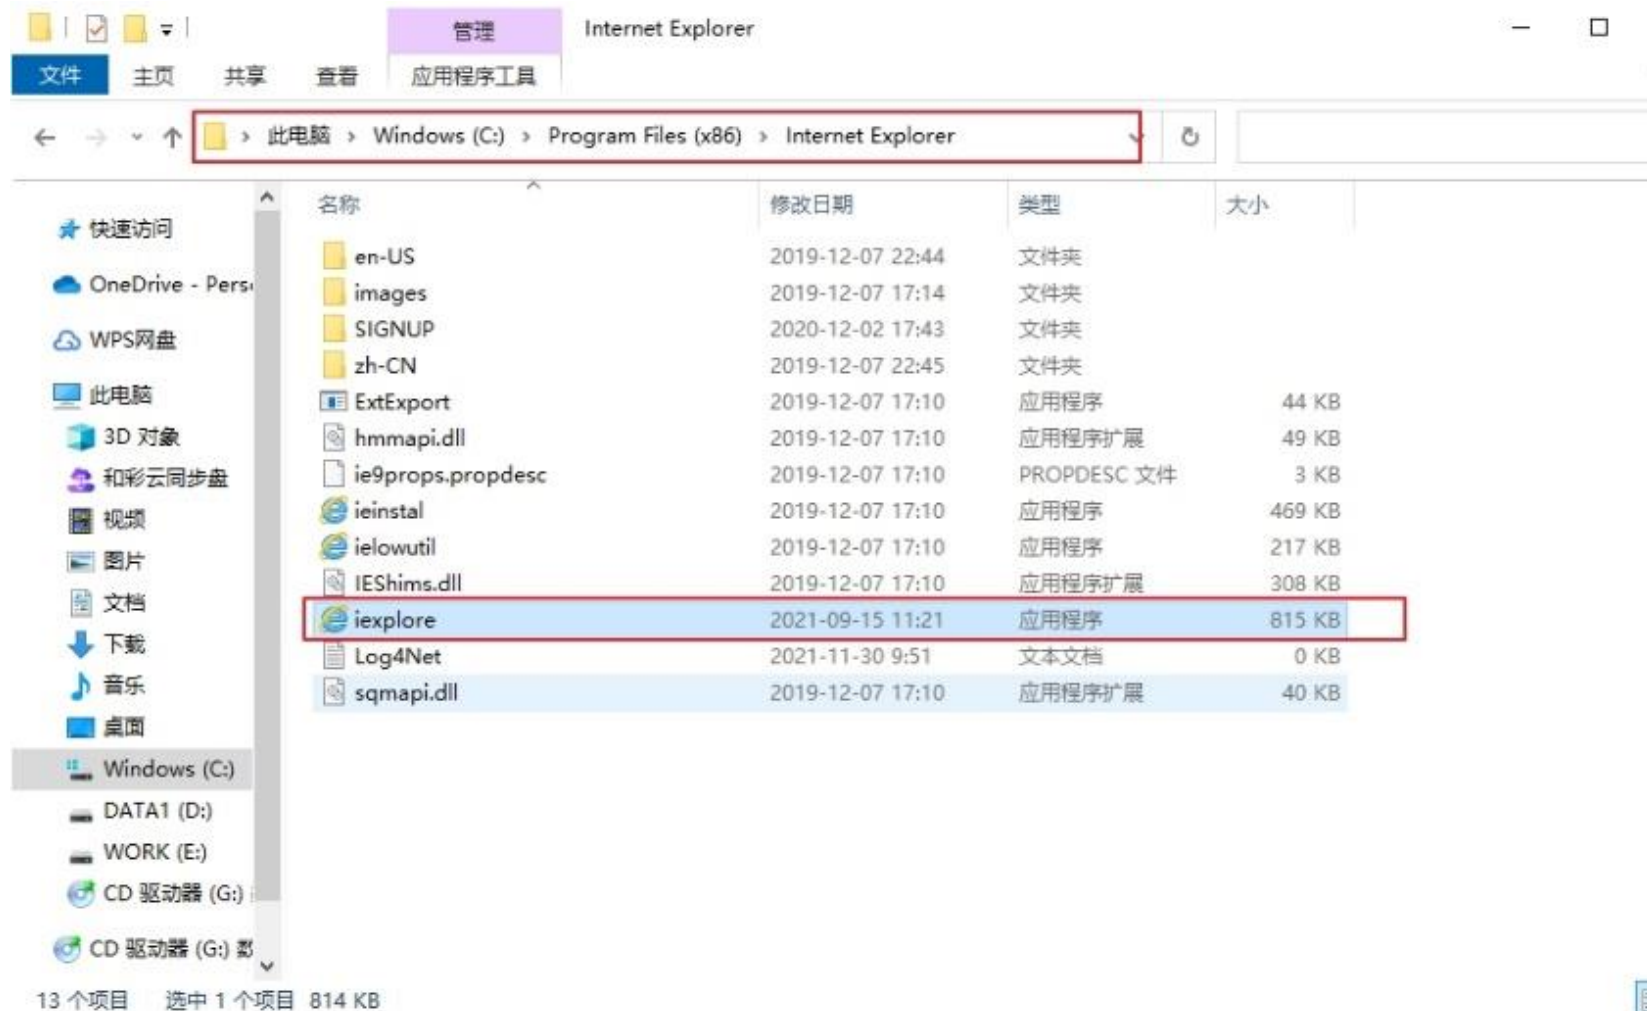 管理 Internet Explorer
文件 主页 共享 查看 应用程序工具
› 此电脑 › Windows (C:) › Program Files (x86) › Internet Explorer
名称 修改日期 类型 大小
快速访问
OneDrive - Pers
WPS网盘
此电脑
3D 对象
和彩云同步盘
视频
图片
文档
下载
音乐
桌面
Windows (C:)
DATA1 (D:)
WORK (E:)
CD 驱动器 (G:)
CD 驱动器 (G:) 数
en-US 2019-12-07 22:44 文件夹
images 2019-12-07 17:14 文件夹
SIGNUP 2020-12-02 17:43 文件夹
zh-CN 2019-12-07 22:45 文件夹
ExtExport 2019-12-07 17:10 应用程序 44 KB
hmmapi.dll 2019-12-07 17:10 应用程序扩展 49 KB
ie9props.propdesc 2019-12-07 17:10 PROPDESC 文件 3 KB
ieinstal 2019-12-07 17:10 应用程序 469 KB
ielowutil 2019-12-07 17:10 应用程序 217 KB
IEShims.dll 2019-12-07 17:10 应用程序扩展 308 KB
iexplore 2021-09-15 11:21 应用程序 815 KB
Log4Net 2021-11-30 9:51 文本文档 0 KB
sqmapi.dll 2019-12-07 17:10 应用程序扩展 40 KB
13 个项目 选中 1 个项目 814 KB